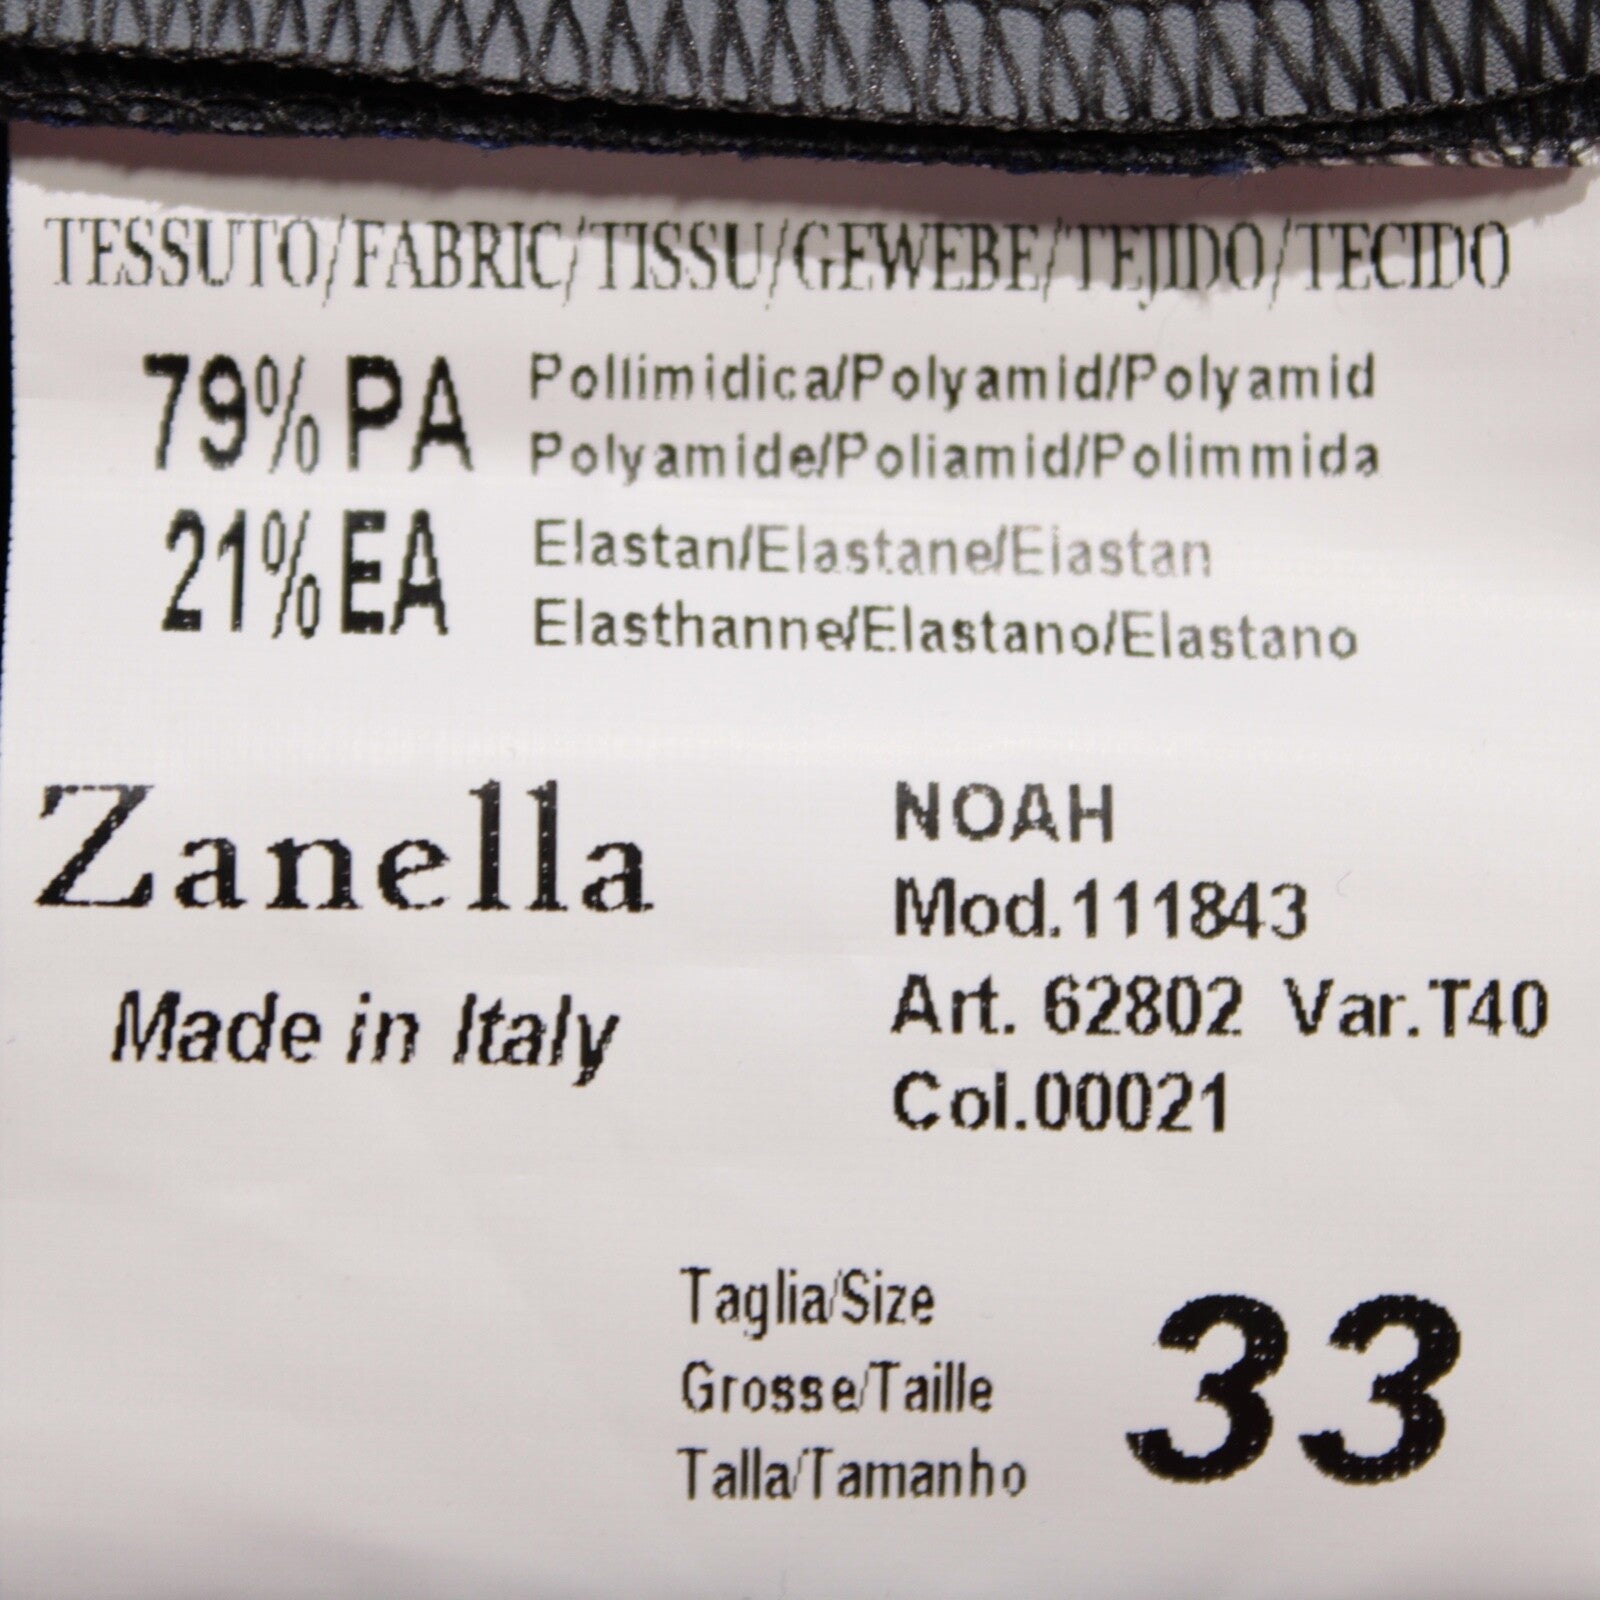 TESSUTO/FABRIC/TISSU/GEWEBE/TEJIDO/TECIDO
79% PA Pollimidica/Polyamid/Polyamid
Polyamide/Poliamid/Polimmida
21% EA Elastan/Elastane/Elastan
Elasthanne/Elastano/Elastano
Zanella
Made in Italy
NOAH
Mod.111843
Art. 62802 Var.T40
Col.00021
Taglia/Size
Grosse/Taille
Talla/Tamanho
33